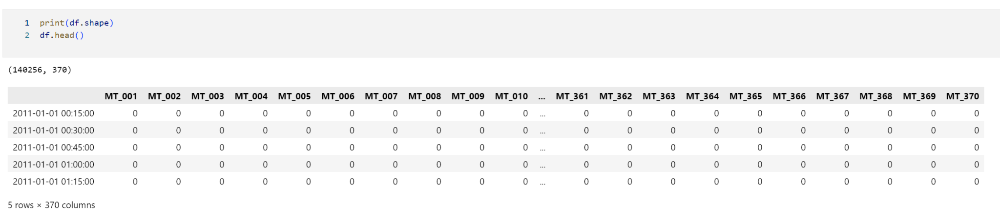 1 print(df.shape)
2 df.head()
(140256, 370)
MT_001 MT_002 MT_003 MT_004 MT_005 MT_006 MT_007 MT_008 MT_009 MT_010 ... MT_361 MT_362 MT_363 MT_364 MT_365 MT_366 MT_367 MT_368 MT_369 MT_370
2011-01-01 00:15:00 0 0 0 0 0 0 0 0 0 0 ... 0 0 0 0 0 0 0 0 0 0
2011-01-01 00:30:00 0 0 0 0 0 0 0 0 0 0 ... 0 0 0 0 0 0 0 0 0 0
2011-01-01 00:45:00 0 0 0 0 0 0 0 0 0 0 ... 0 0 0 0 0 0 0 0 0 0
2011-01-01 01:00:00 0 0 0 0 0 0 0 0 0 0 ... 0 0 0 0 0 0 0 0 0 0
2011-01-01 01:15:00 0 0 0 0 0 0 0 0 0 0 ... 0 0 0 0 0 0 0 0 0 0
5 rows × 370 columns